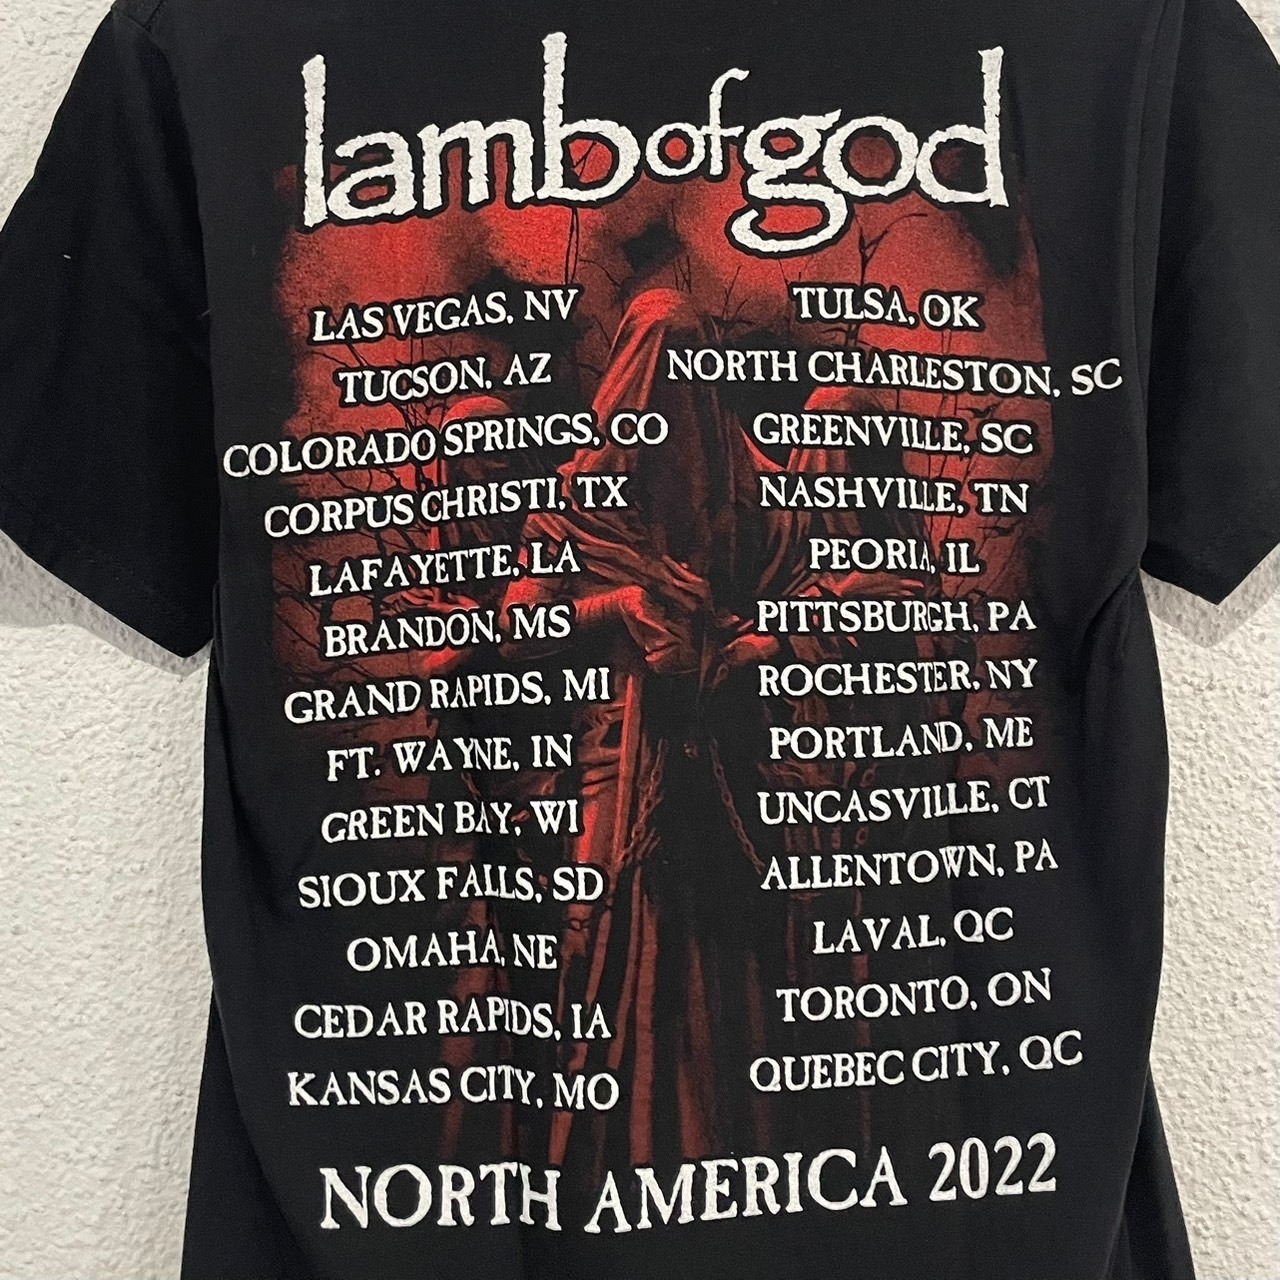 lamb of god
LAS VEGAS, NV
TUCSON, AZ
COLORADO SPRINGS, CO
CORPUS CHRISTI, TX
LAFAYETTE, LA
BRANDON, MS
GRAND RAPIDS, MI
FT. WAYNE, IN
GREEN BAY, WI
SIOUX FALLS, SD
OMAHA, NE
CEDAR RAPIDS, IA
KANSAS CITY, MO
TULSA, OK
NORTH CHARLESTON, SC
GREENVILLE, SC
NASHVILLE, TN
PEORIA, IL
PITTSBURGH, PA
ROCHESTER, NY
PORTLAND, ME
UNCASVILLE, CT
ALLENTOWN, PA
LAVAL, QC
TORONTO, ON
QUEBEC CITY, QC
NORTH AMERICA 2022